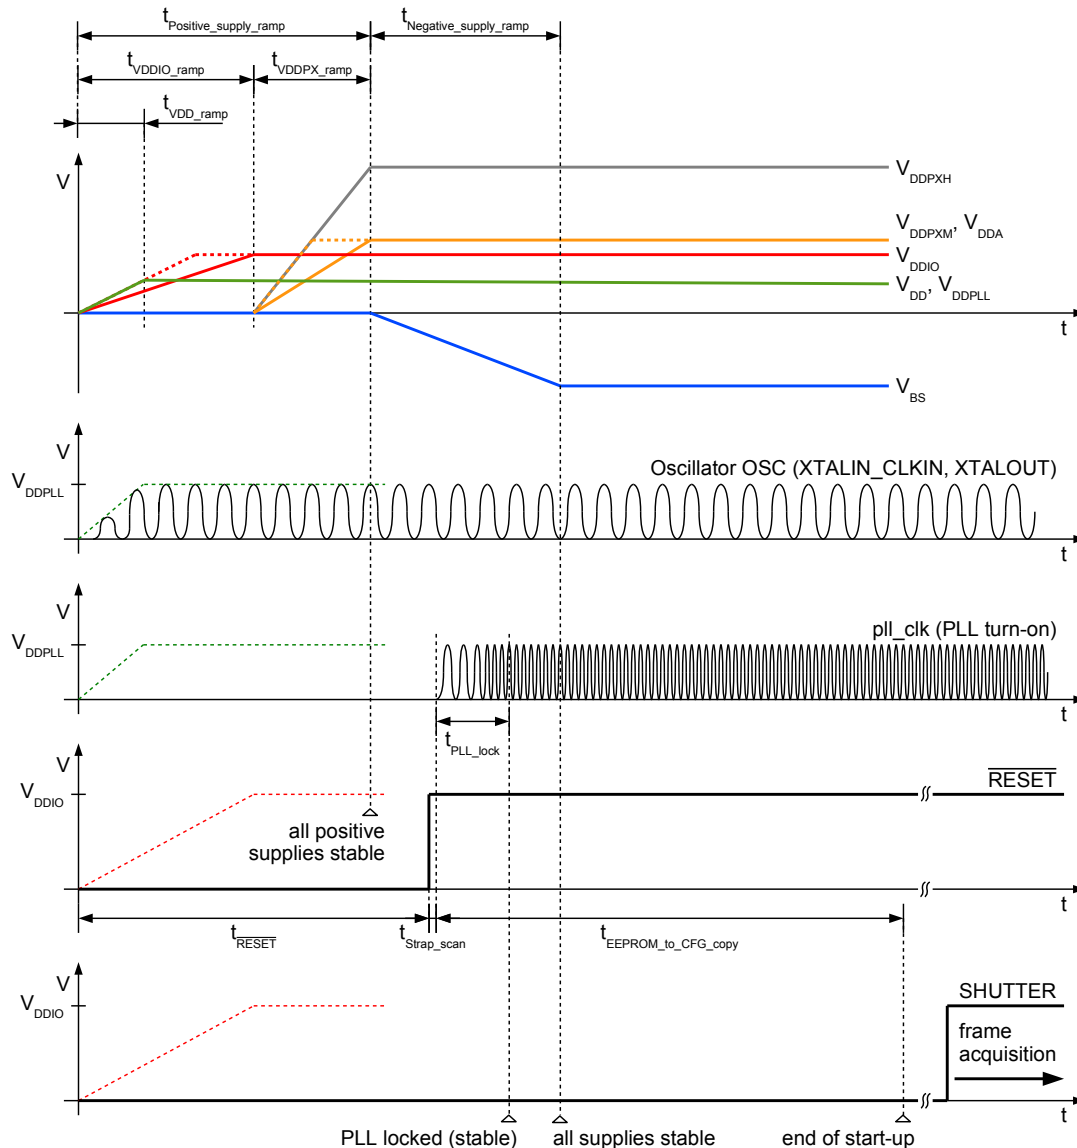 tPositive_supply_ramp
tNegative_supply_ramp
tVDDIO_ramp
tVDDPX_ramp
tVDD_ramp
V
VDDPXH
VDDPXM, VDDA
VDDIO
VDD, VDDPLL
t
VBS
V
VDDPLL
Oscillator OSC (XTALIN_CLKIN, XTALOUT)
t
V
VDDPLL
pll_clk (PLL turn-on)
t
tPLL_lock
V
VDDIO
RESET
all positive
supplies stable
t
tRESET
tStrap_scan
tEEPROM_to_CFG_copy
V
VDDIO
SHUTTER
frame
acquisition
t
PLL locked (stable)
all supplies stable
end of start-up